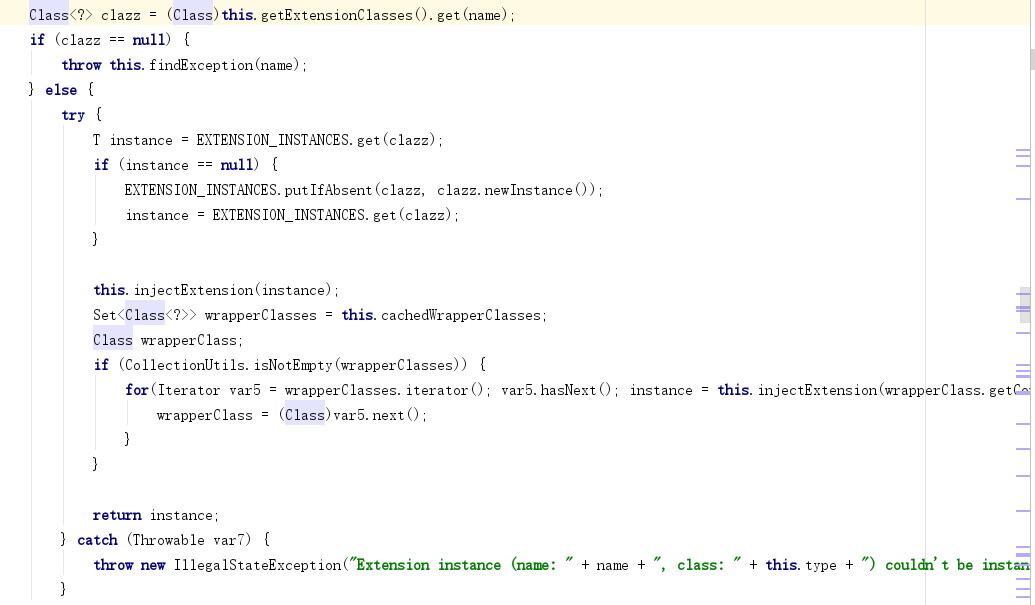 Class<?> clazz = (Class)this.getExtensionClasses().get(name);
if (clazz == null) {
    throw this.findException(name);
} else {
    try {
        T instance = EXTENSION_INSTANCES.get(clazz);
        if (instance == null) {
            EXTENSION_INSTANCES.putIfAbsent(clazz, clazz.newInstance());
            instance = EXTENSION_INSTANCES.get(clazz);
        }

        this.injectExtension(instance);
        Set<Class<?>> wrapperClasses = this.cachedWrapperClasses;
        Class wrapperClass;
        if (CollectionUtils.isNotEmpty(wrapperClasses)) {
            for(Iterator var5 = wrapperClasses.iterator(); var5.hasNext(); instance = this.injectExtension(wrapperClass.getCo
                wrapperClass = (Class)var5.next();
            }
        }

        return instance;
    } catch (Throwable var7) {
        throw new IllegalStateException("Extension instance (name: " + name + ", class: " + this.type + ") couldn't be instan
    }